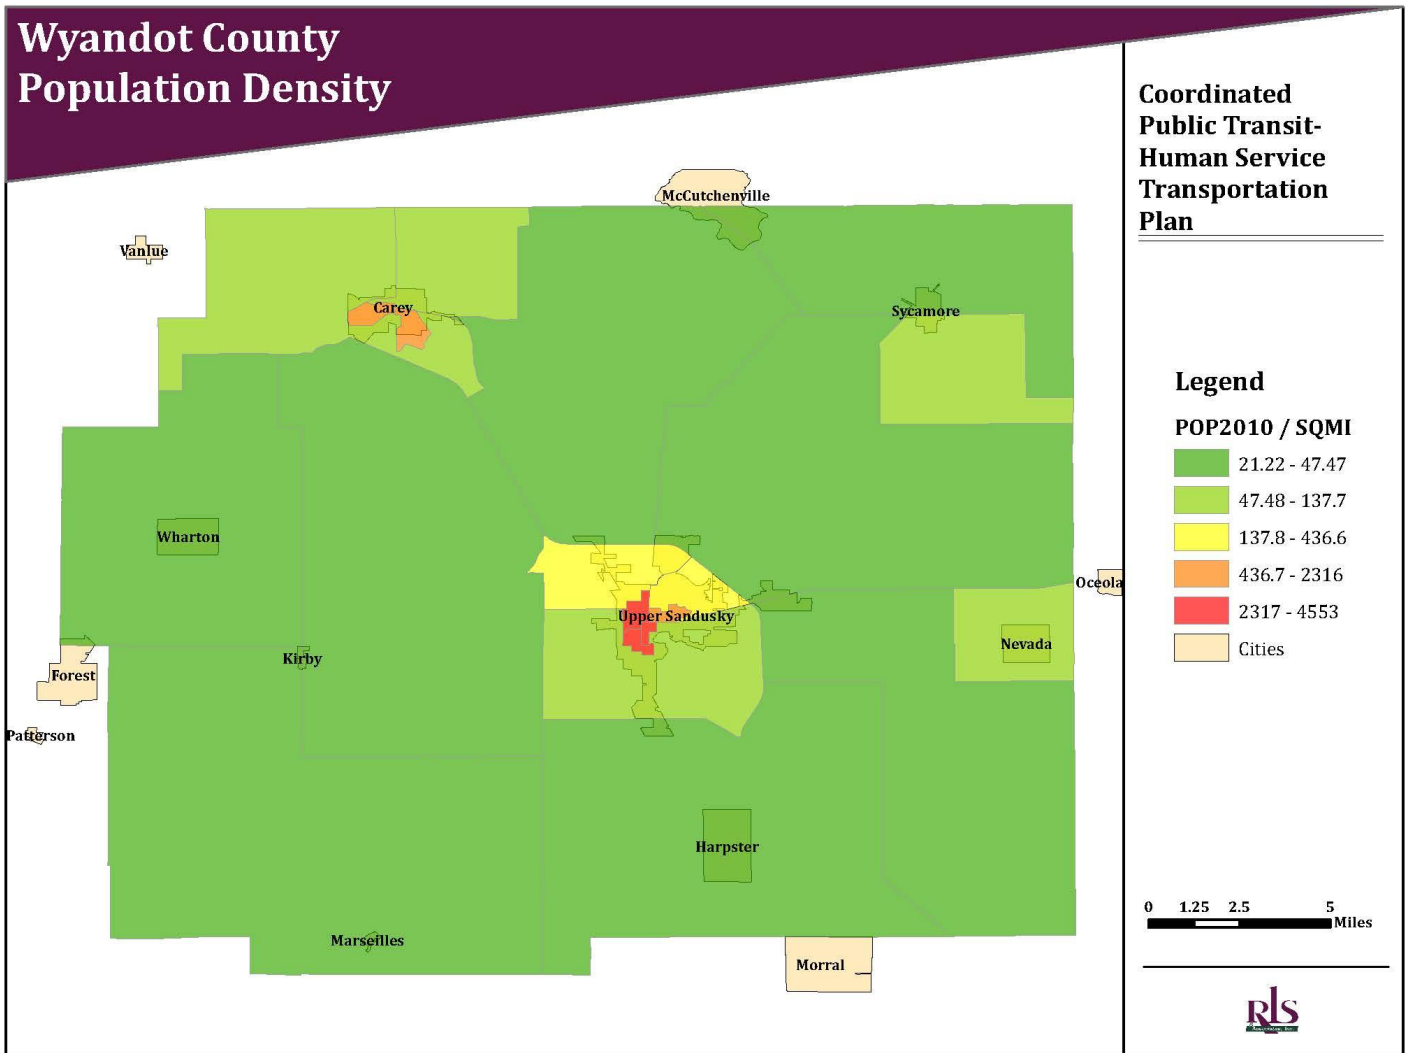 Wyandot County
Population Density
Coordinated
Public Transit-
Human Service
Transportation
Plan
McCutchenville
Vanlue
Carey
Sycamore
Legend
POP2010 / SQMI
21.22 - 47.47
47.48 - 137.7
137.8 - 436.6
436.7 - 2316
2317 - 4553
Cities
Wharton
Oceola
Upper Sandusky
Nevada
Kirby
Forest
Patterson
Harpster
0 1.25 2.5 5
Miles
Marseilles
Morral
RLS